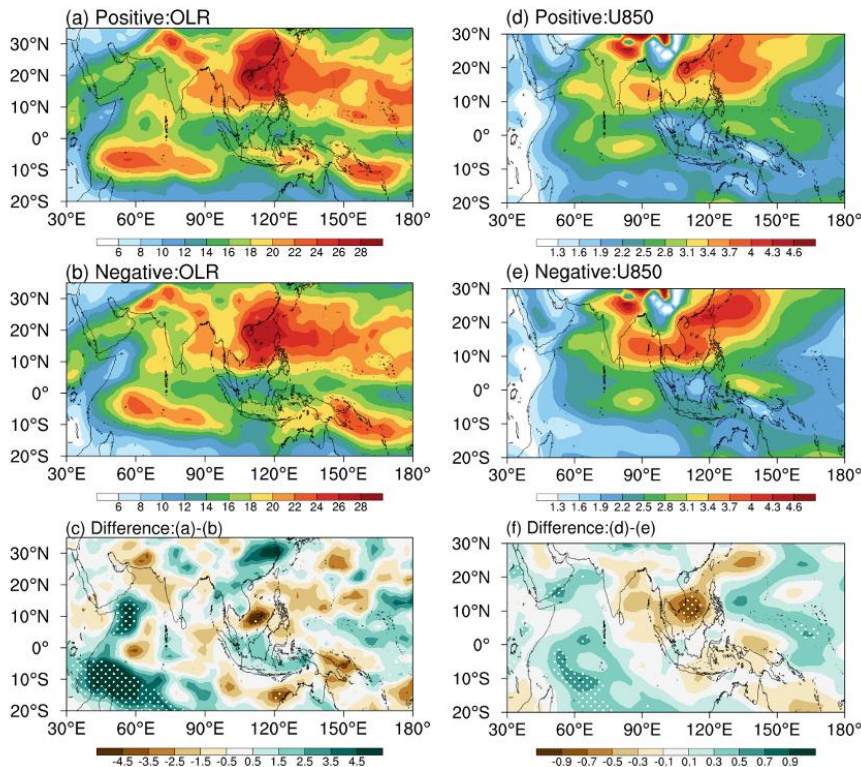 (a) Positive:OLR
30°N
20°N
10°N
0°
10°S
20°S
30°E 60°E 90°E 120°E 150°E 180°
6 8 10 12 14 16 18 20 22 24 26 28
(b) Negative:OLR
30°N
20°N
10°N
0°
10°S
20°S
30°E 60°E 90°E 120°E 150°E 180°
6 8 10 12 14 16 18 20 22 24 26 28
(c) Difference:(a)-(b)
30°N
20°N
10°N
0°
10°S
20°S
30°E 60°E 90°E 120°E 150°E 180°
-4.5 -3.5 -2.5 -1.5 -0.5 0.5 1.5 2.5 3.5 4.5
(d) Positive:U850
30°N
20°N
10°N
0°
10°S
20°S
30°E 60°E 90°E 120°E 150°E 180°
1.3 1.6 1.9 2.2 2.5 2.8 3.1 3.4 3.7 4 4.3 4.6
(e) Negative:U850
30°N
20°N
10°N
0°
10°S
20°S
30°E 60°E 90°E 120°E 150°E 180°
1.3 1.6 1.9 2.2 2.5 2.8 3.1 3.4 3.7 4 4.3 4.6
(f) Difference:(d)-(e)
30°N
20°N
10°N
0°
10°S
20°S
30°E 60°E 90°E 120°E 150°E 180°
-0.9 -0.7 -0.5 -0.3 -0.1 0.1 0.3 0.5 0.7 0.9